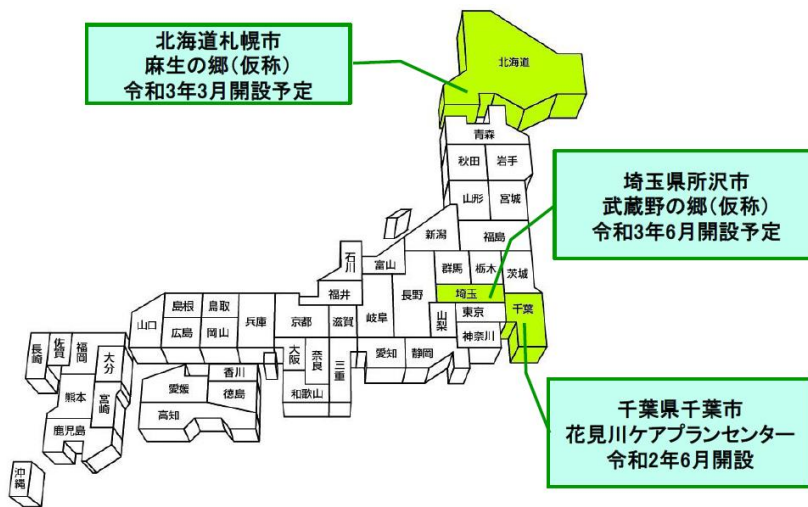 北海道札幌市
麻生の郷(仮称)
令和3年3月開設予定
北海道
青森
秋田 岩手
山形 宮城
埼玉県所沢市
武蔵野の郷(仮称)
令和3年6月開設予定
新潟 福島
石川 富山 群馬 栃木 茨城
福井 長野 埼玉 千葉
島根 鳥取 山口 兵庫 京都 滋賀 岐阜 山梨 東京
広島 岡山 神奈川
長崎 佐賀 福岡 大分 大阪 奈良 三重 愛知 静岡
香川
愛媛 徳島
熊本 宮崎 高知 和歌山
鹿児島
沖縄
千葉県千葉市
花見川ケアプランセンター
令和2年6月開設